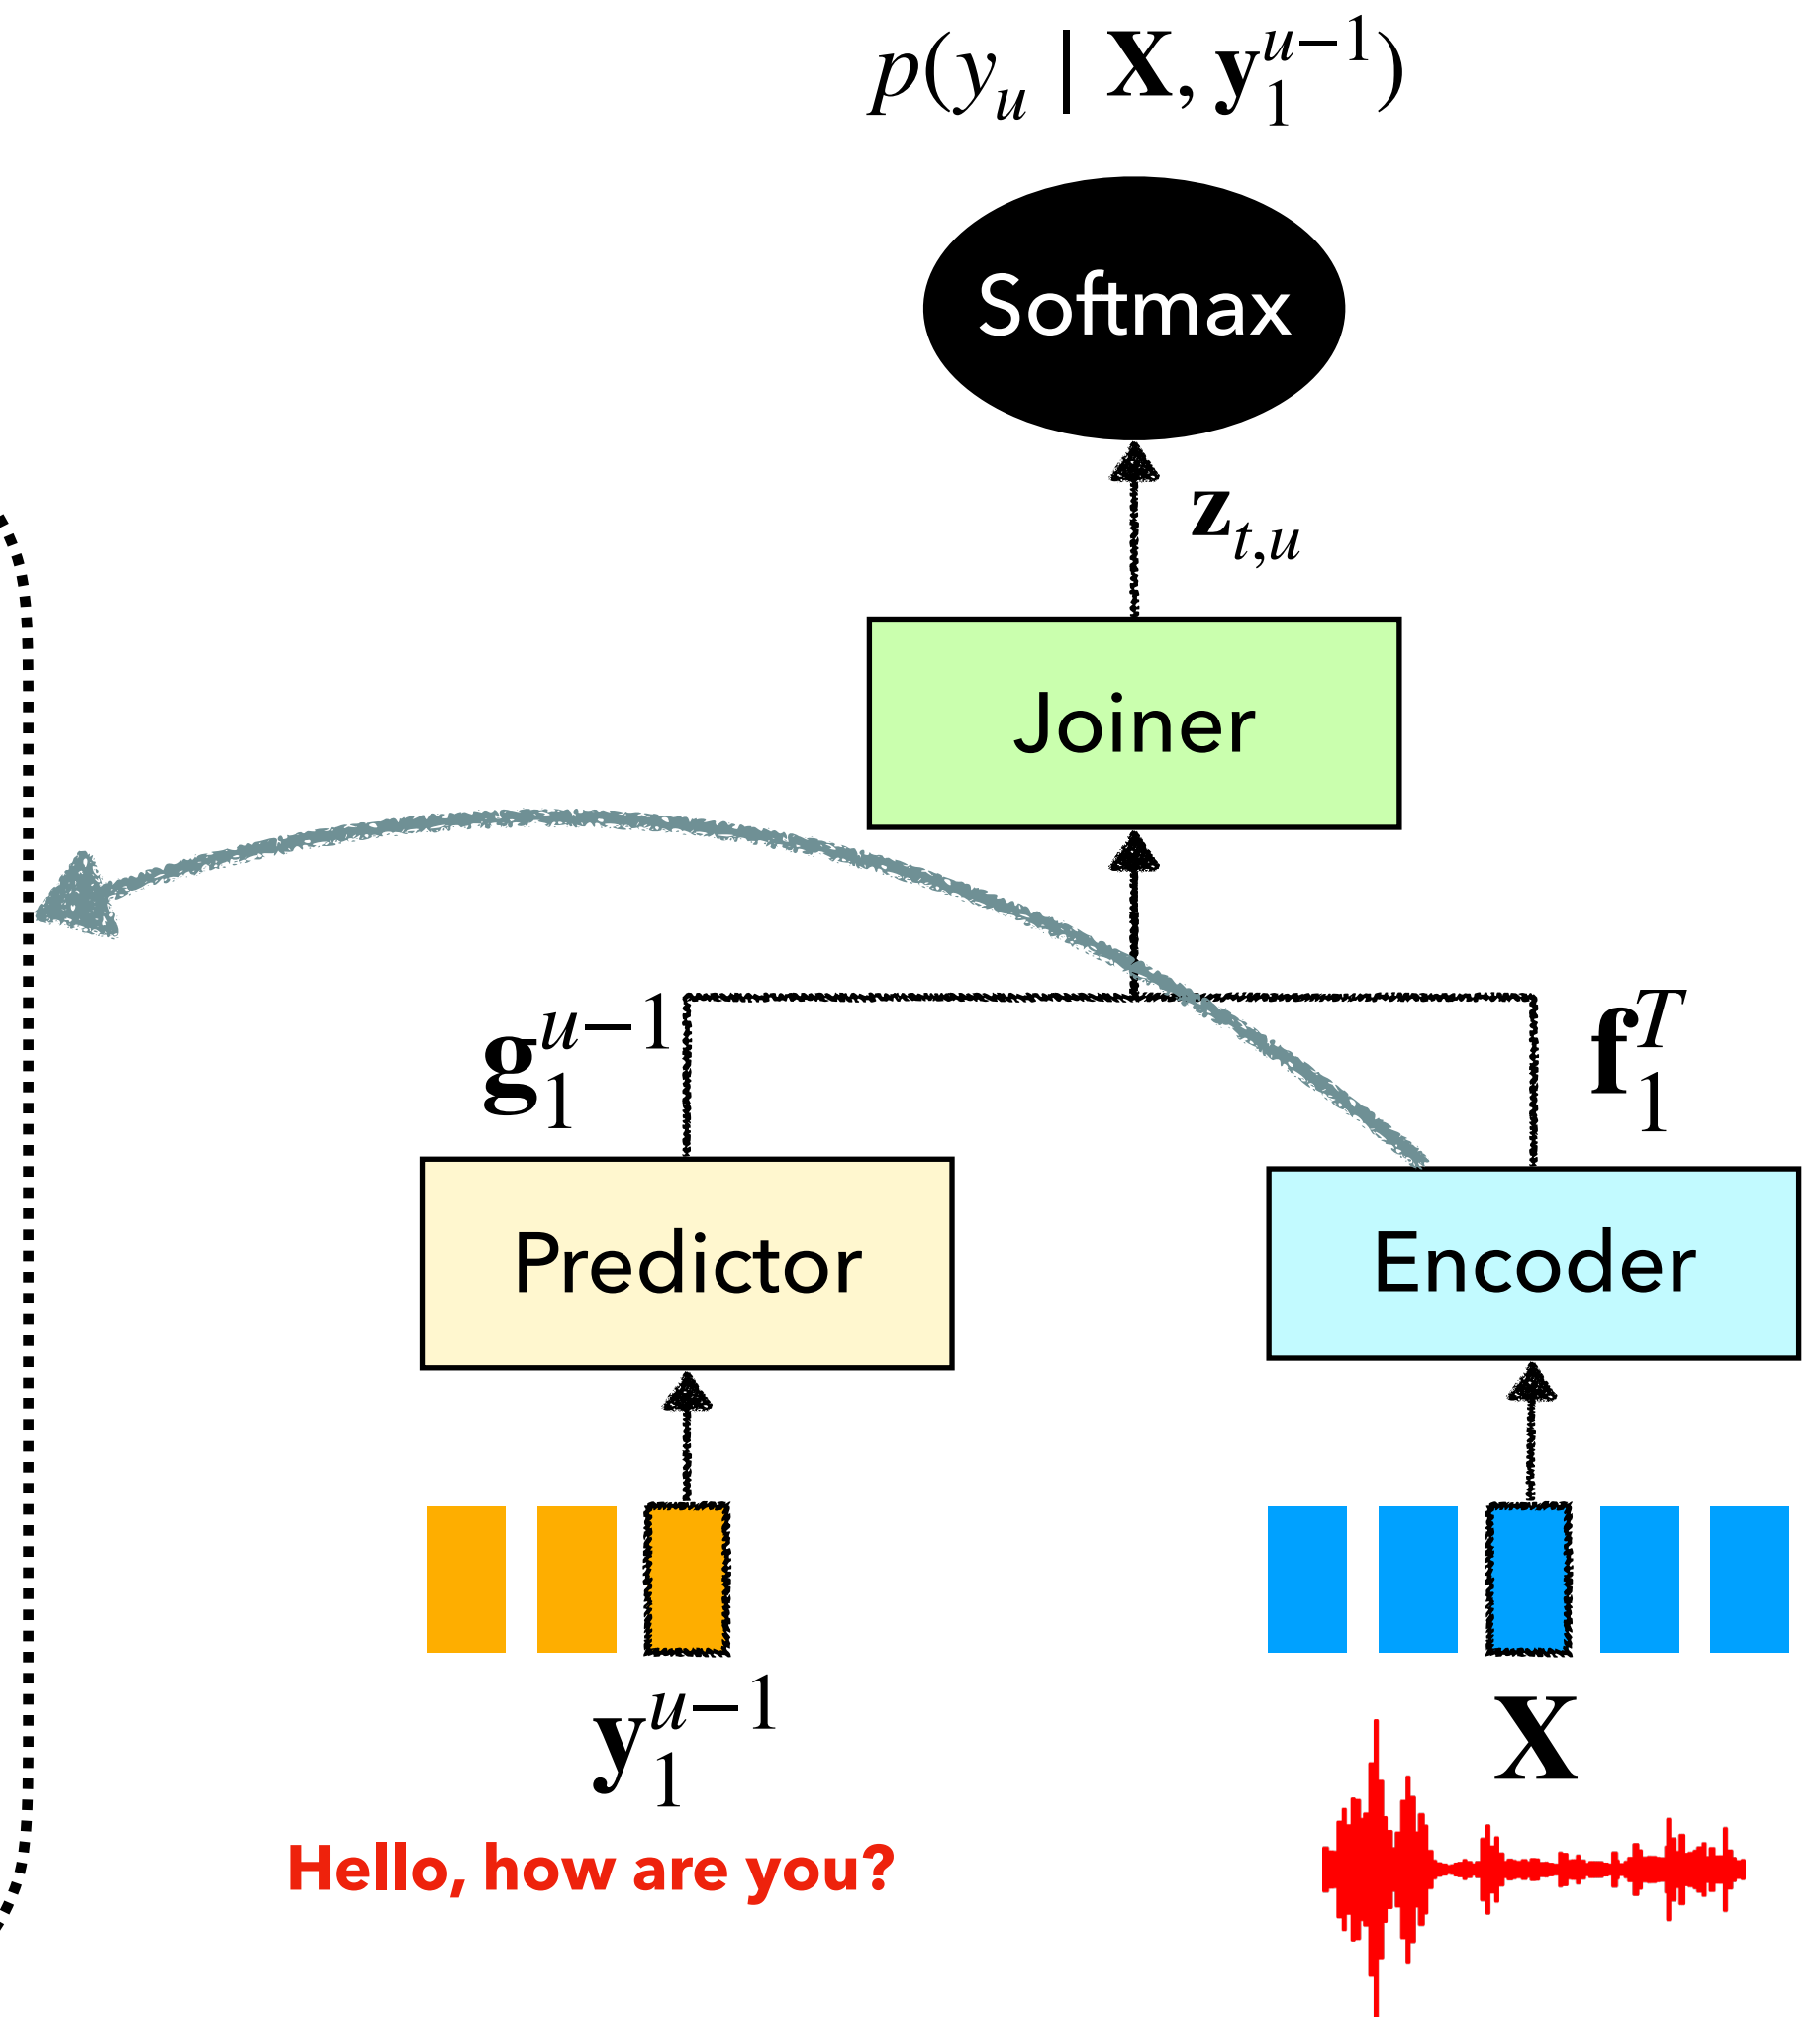 p(y_u | X, y_1^{u−1})
Softmax
z_{t,u}
Joiner
g_1^{u−1}
f_1^T
Predictor
Encoder
y_1^{u−1}
X
Hello, how are you?